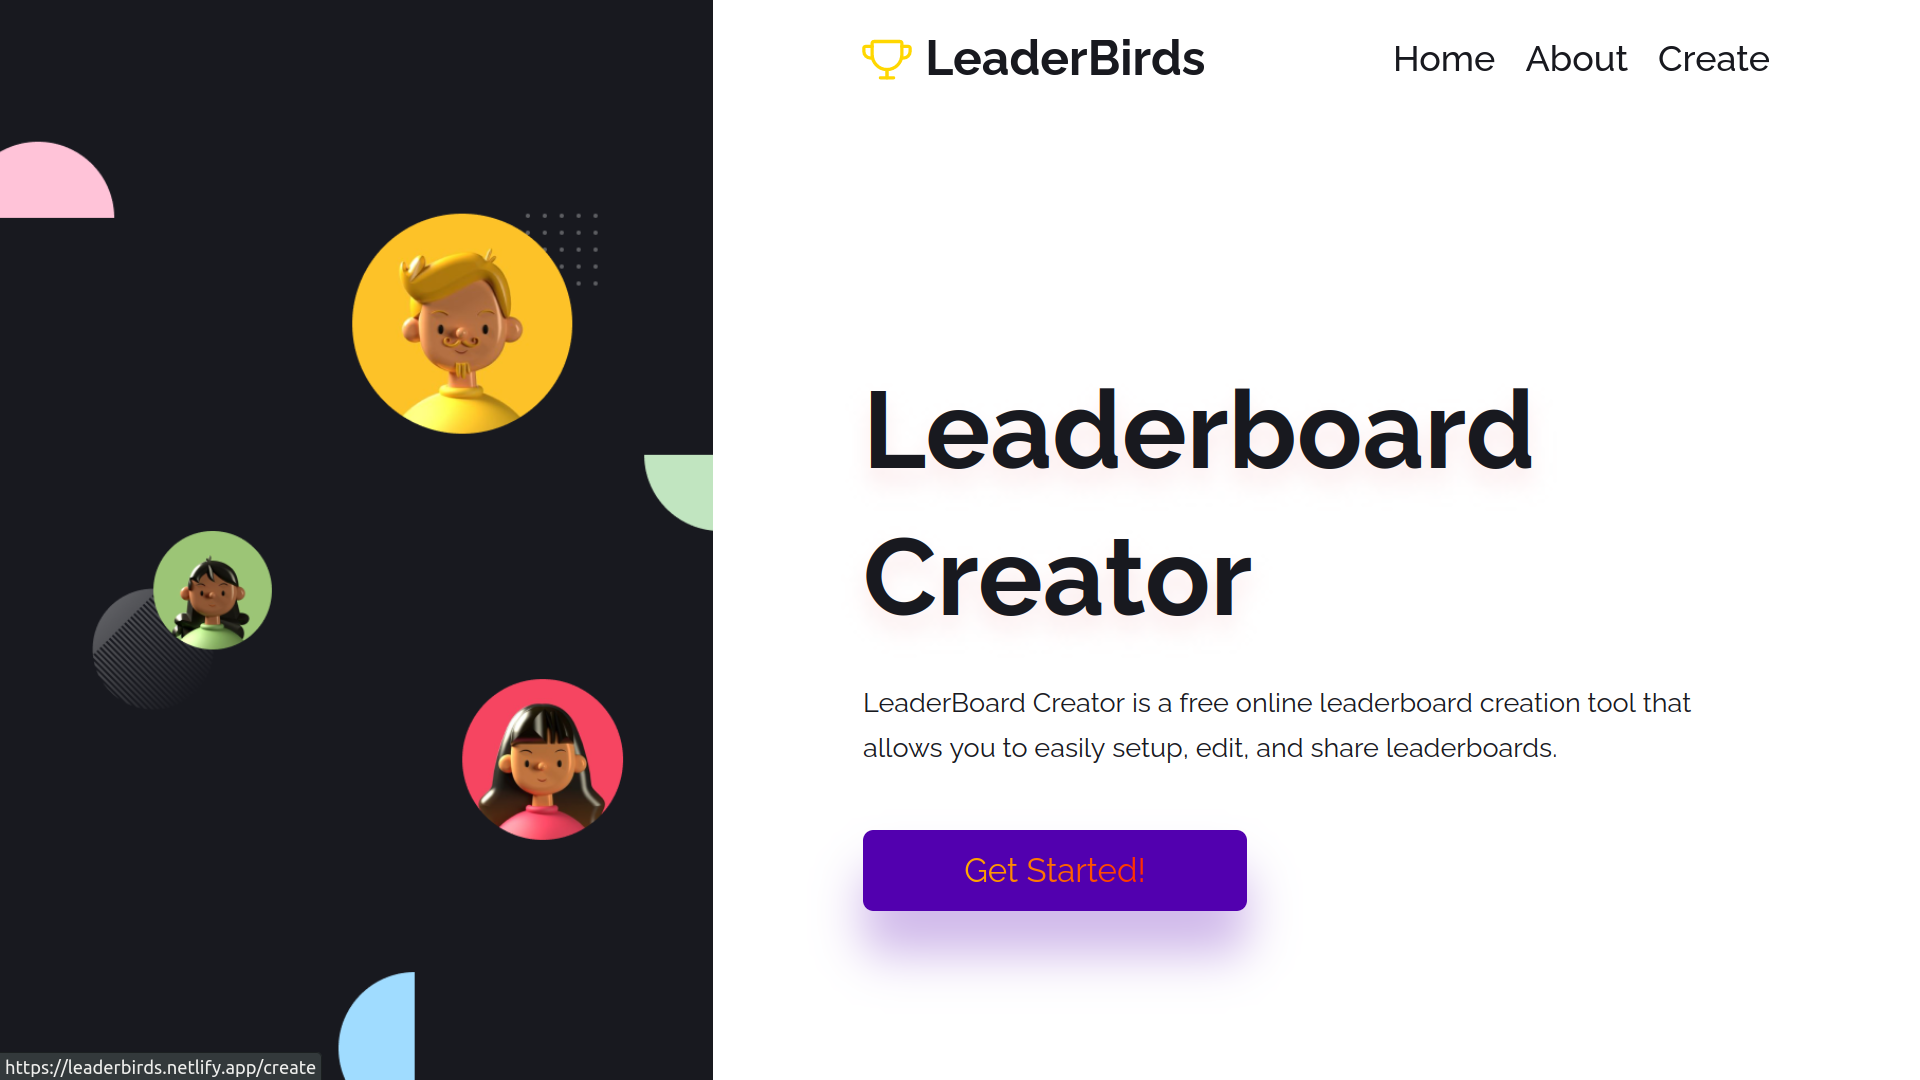 LeaderBirds
Home About Create
Leaderboard
Creator
LeaderBoard Creator is a free online leaderboard creation tool that
allows you to easily setup, edit, and share leaderboards.
Get Started!
https://leaderbirds.netlify.app/create